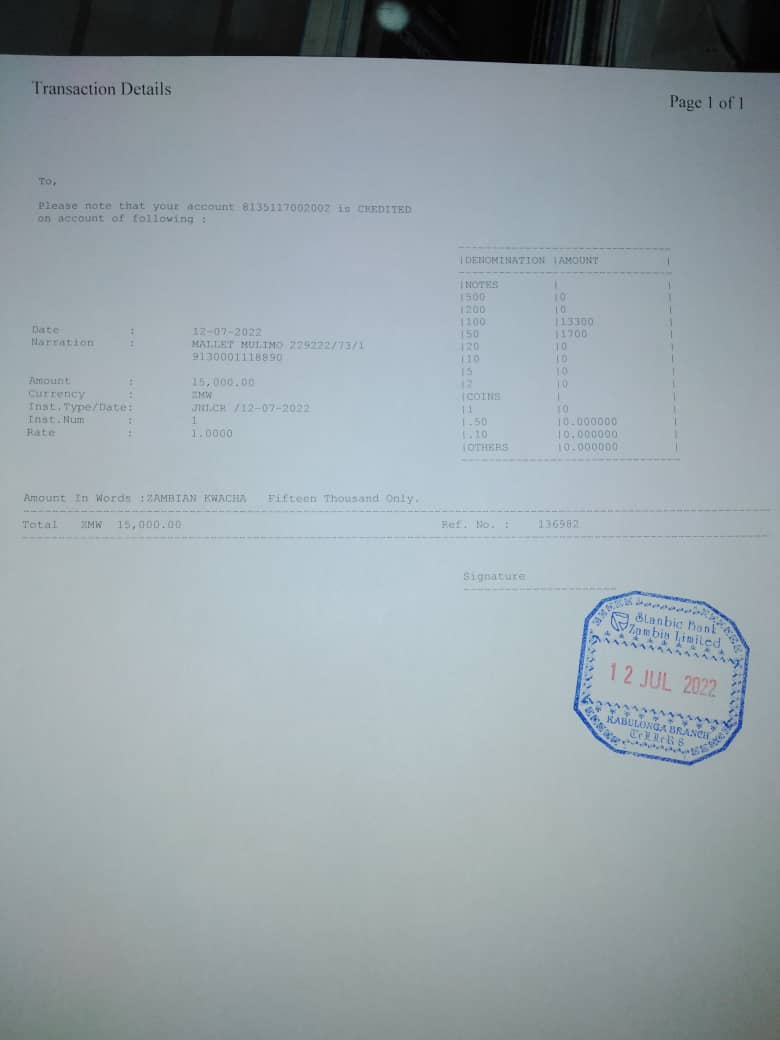 Transaction Details
Page 1 of 1
To,
Please note that your account 8135117002002 is CREDITED
on account of following :
|DENOMINATION |AMOUNT |
|NOTES | |
|500 |0 |
|200 |0 |
|100 |13300 |
|50 |1700 |
|20 |0 |
|10 |0 |
|5 |0 |
|2 |0 |
|COINS | |
|1 |0 |
|.50 |0.000000 |
|.10 |0.000000 |
|OTHERS |0.000000 |
Date : 12-07-2022
Narration : MALLET MULIMO 229222/73/1
9130001118890
Amount : 15,000.00
Currency : ZMW
Inst.Type/Date: JNLCR /12-07-2022
Inst.Num : 1
Rate : 1.0000
Amount In Words :ZAMBIAN KWACHA Fifteen Thousand Only.
Total ZMW 15,000.00 Ref. No. : 136982
Signature
Stanbic Bank
Zambia Limited
12 JUL 2022
KABULONGA BRANCH
TeLLeRS